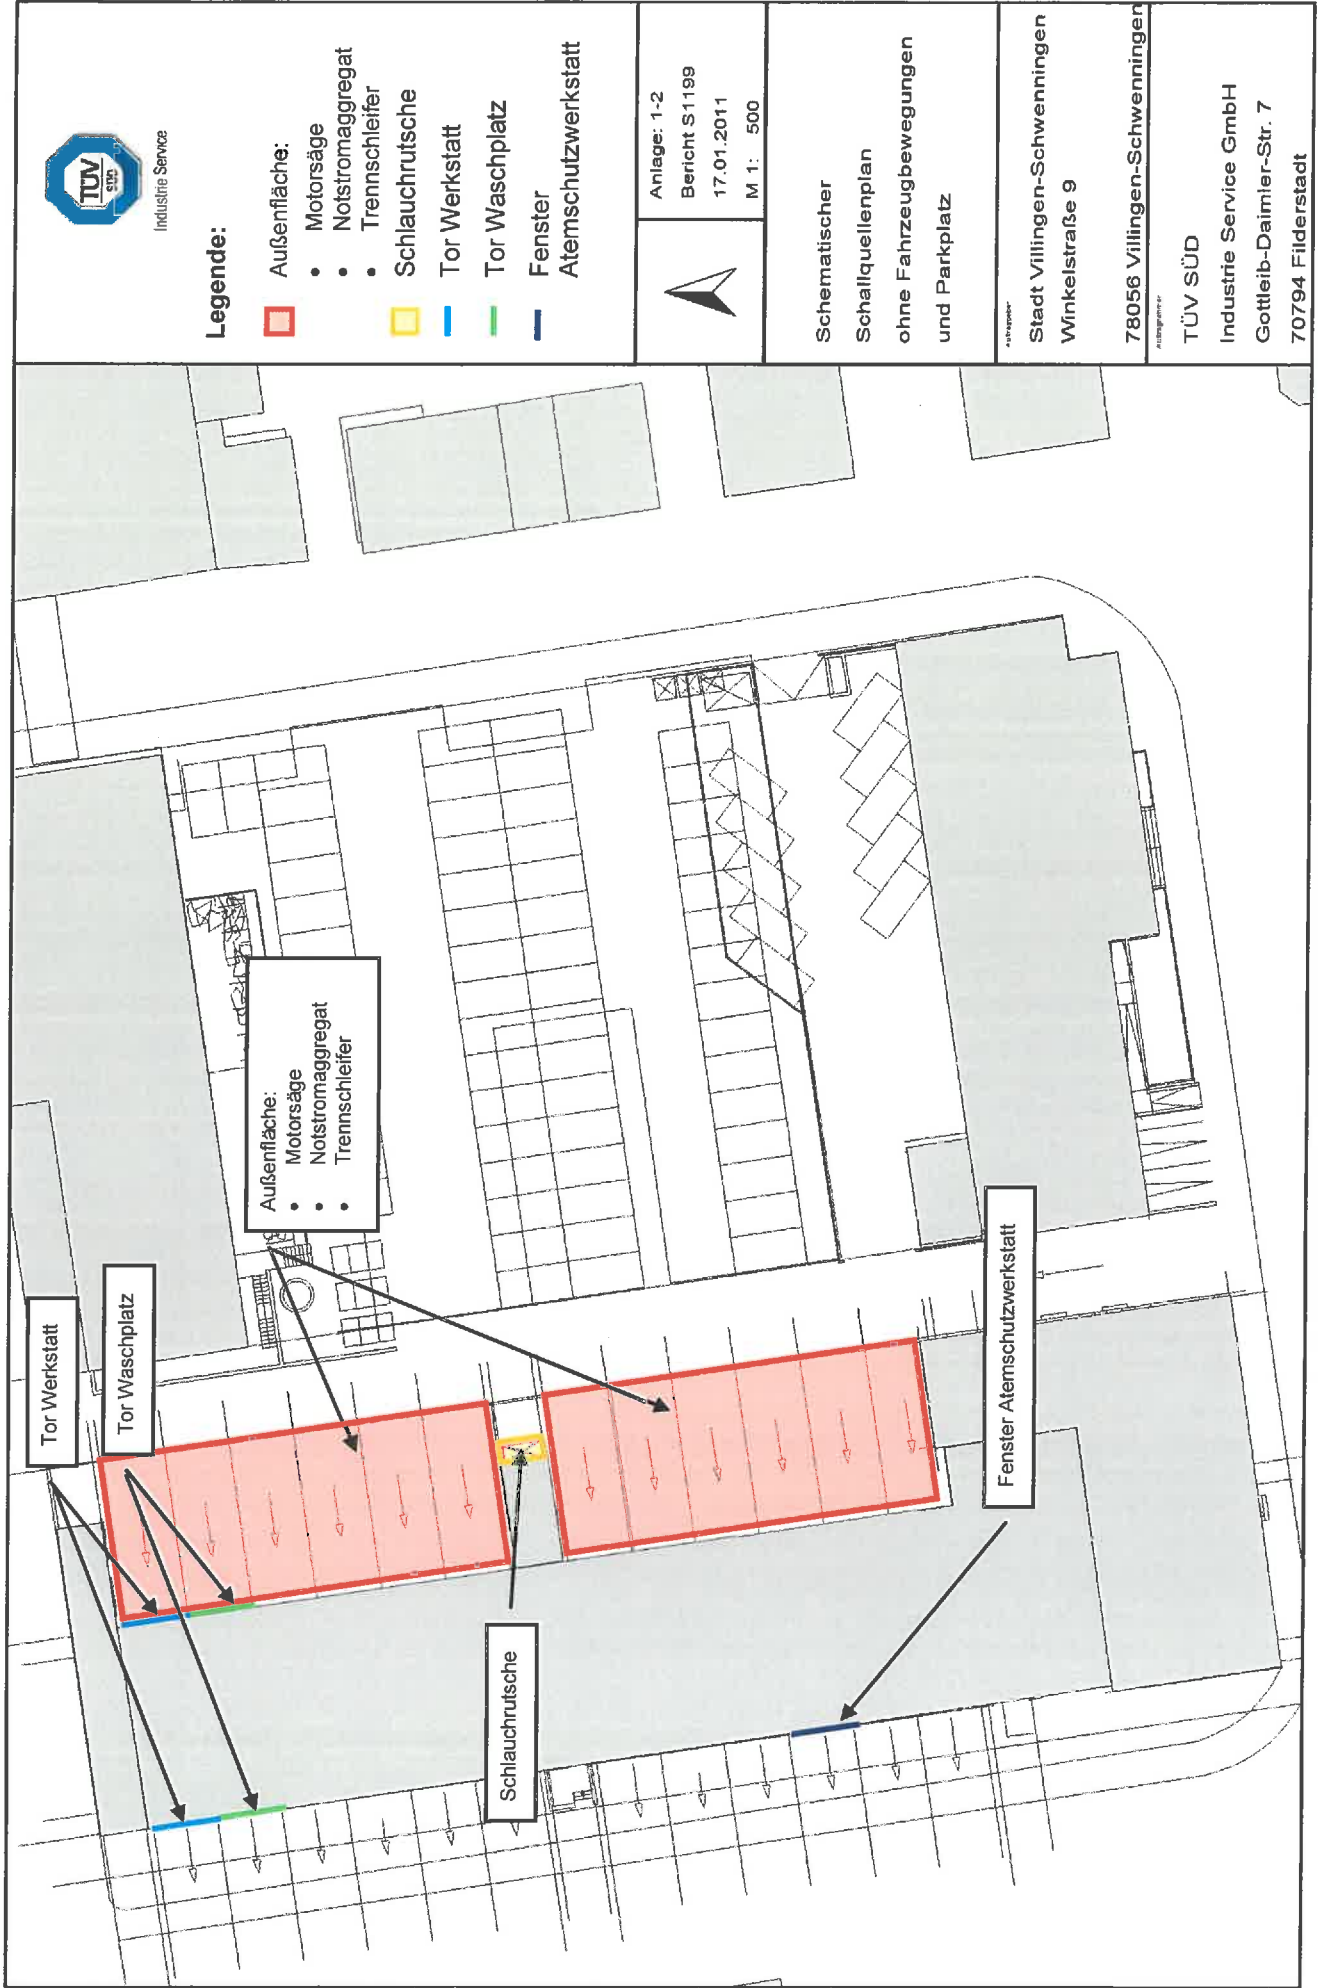 TÜV
SÜD
Industrie Service
Legende:
Außenfläche:
• Motorsäge
• Notstromaggregat
• Trennschleifer
Schlauchrutsche
Tor Werkstatt
Tor Waschplatz
Fenster
Atemschutzwerkstatt
Anlage: 1-2
Bericht S1199
17.01.2011
M 1: 500
Schematischer
Schallquellenplan
ohne Fahrzeugbewegungen
und Parkplatz
Auftraggeber
Stadt Villingen-Schwenningen
Winkelstraße 9
78056 Villingen-Schwenningen
Auftragnehmer
TÜV SÜD
Industrie Service GmbH
Gottleib-Daimler-Str. 7
70794 Filderstadt
Tor Werkstatt
Tor Waschplatz
Außenfläche:
• Motorsäge
• Notstromaggregat
• Trennschleifer
Schlauchrutsche
Fenster Atemschutzwerkstatt